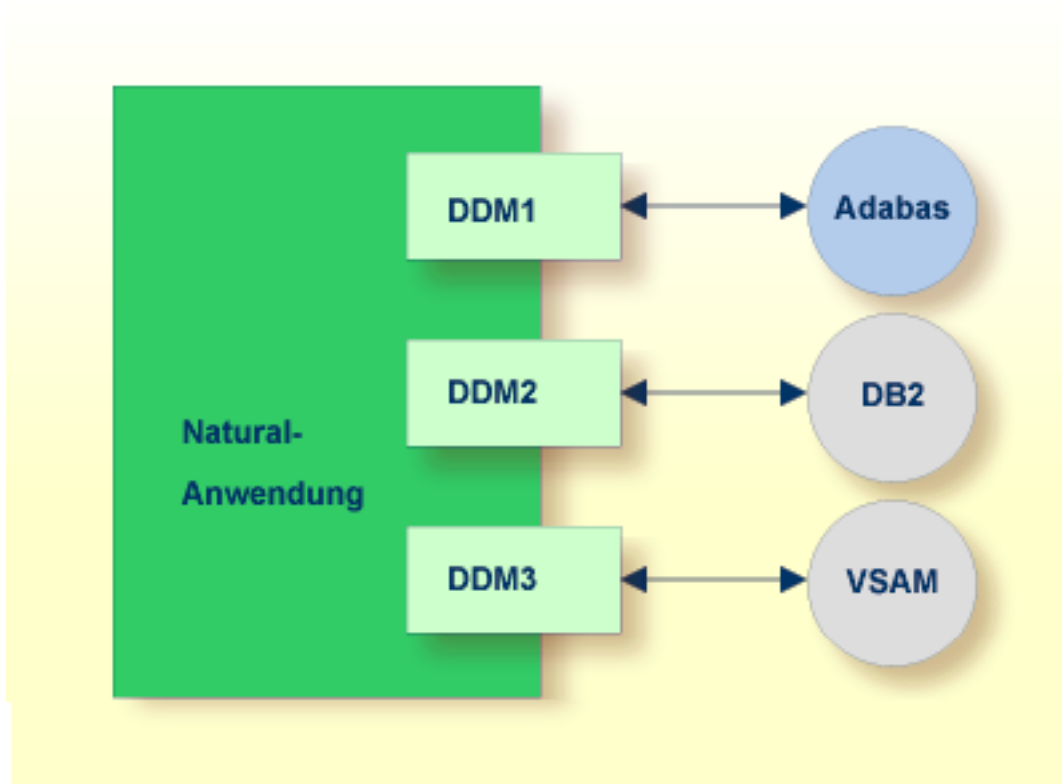 DDM1
Adabas
DDM2
DB2
Natural-
Anwendung
DDM3
VSAM